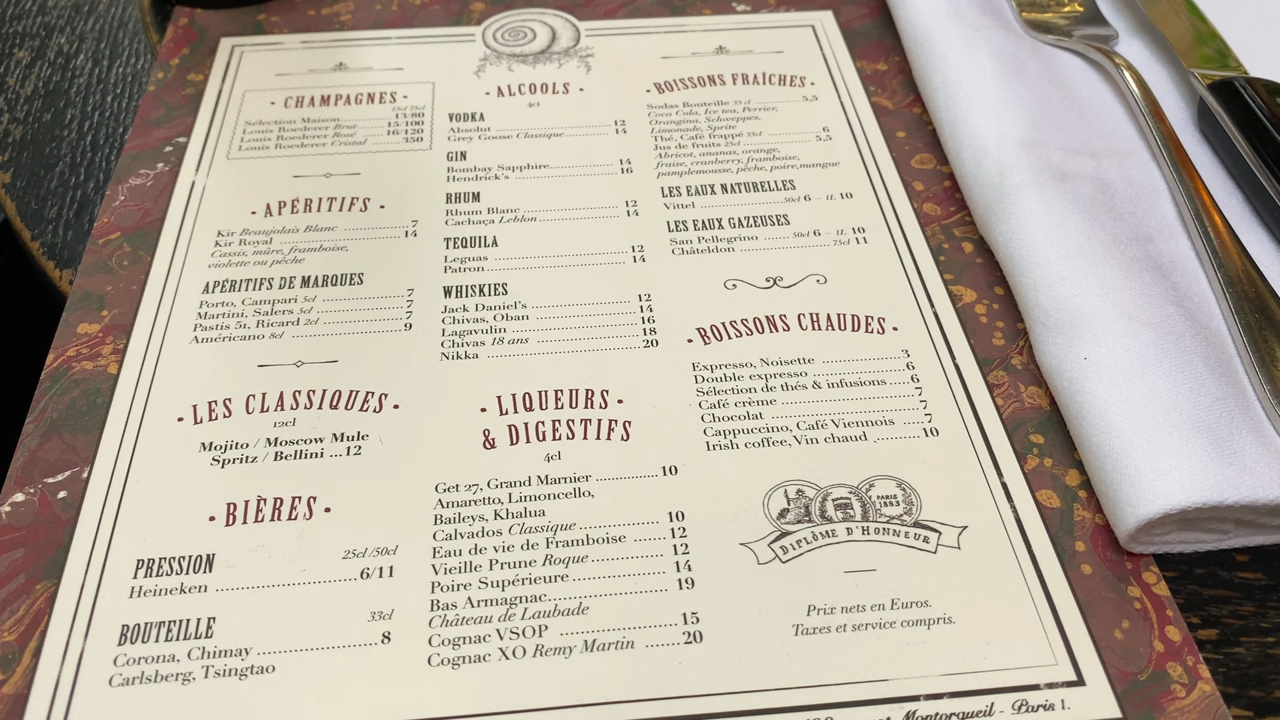 CHAMPAGNES
15cl 75cl
Sélection Maison 13/80
Louis Roederer Brut 15/100
Louis Roederer Rosé 16/120
Louis Roederer Cristal 350
APÉRITIFS
Kir Beaujolais Blanc 7
Kir Royal 14
Cassis, mûre, framboise,
violette ou pêche
APÉRITIFS DE MARQUES
Porto, Campari 5cl 7
Martini, Salers 5cl 7
Pastis 51, Ricard 2cl 7
Américano 8cl 9
LES CLASSIQUES
12cl
Mojito / Moscow Mule
Spritz / Bellini ...12
BIÈRES
PRESSION 25cl /50cl
Heineken 6/11
BOUTEILLE 33cl
Corona, Chimay 8
Carlsberg, Tsingtao
ALCOOLS
4cl
VODKA
Absolut 12
Grey Goose Classique 14
GIN
Bombay Sapphire 14
Hendrick's 16
RHUM
Rhum Blanc 12
Cachaça Leblon 14
TEQUILA
Leguas 12
Patron 14
WHISKIES
Jack Daniel's 12
Chivas, Oban 14
Lagavulin 16
Chivas 18 ans 18
Nikka 20
LIQUEURS
& DIGESTIFS
4cl
Get 27, Grand Marnier 10
Amaretto, Limoncello,
Baileys, Khalua
Calvados Classique 10
Eau de vie de Framboise 12
Vieille Prune Roque 12
Poire Supérieure 14
Bas Armagnac 19
Château de Laubade
Cognac VSOP 15
Cognac XO Remy Martin 20
BOISSONS FRAÎCHES
Sodas Bouteille 33 cl 5,5
Coca Cola, Ice tea, Perrier,
Orangina, Schweppes,
Limonade, Sprite
Thé, Café frappé 33cl 6
Jus de fruits 25cl 5,5
Abricot, ananas, orange,
fraise, cranberry, framboise,
pamplemousse, pêche, poire,mangue
LES EAUX NATURELLES
Vittel 50cl 6 – 1L 10
LES EAUX GAZEUSES
San Pellegrino 50cl 6 – 1L 10
Châteldon 75cl 11
BOISSONS CHAUDES
Expresso, Noisette 3
Double expresso 6
Sélection de thés & infusions 6
Café crème 7
Chocolat 7
Cappuccino, Café Viennois 7
Irish coffee, Vin chaud 10
PARIS
1883
DIPLÔME D'HONNEUR
Prix nets en Euros.
Taxes et service compris.
Montorgueil - Paris 1.